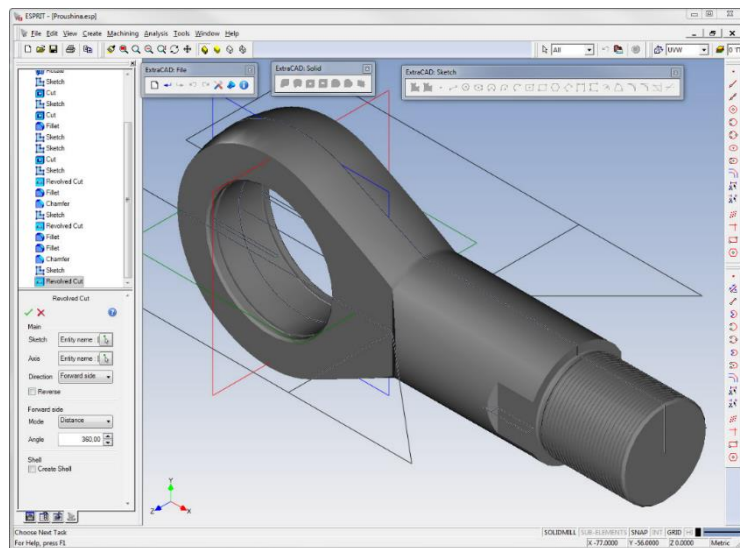 ESPRIT - [Proushina.esp]
File Edit View Create Machining Analysis Tools Window Help
All
UVW
ExtraCAD: File
ExtraCAD: Solid
ExtraCAD: Sketch
Sketch
Cut
Sketch
Cut
Fillet
Sketch
Sketch
Cut
Sketch
Revolved Cut
Fillet
Chamfer
Sketch
Revolved Cut
Fillet
Fillet
Chamfer
Sketch
Revolved Cut
Revolved Cut
Main
Sketch Entity name :
Axis Entity name :
Direction Forward side
Reverse
Forward side
Mode Distance
Angle 360,00
Shell
Create Shell
Y
Z X
Choose Next Task
SOLIDMILL SUB-ELEMENTS SNAP INT GRID
For Help, press F1
X -77.0000 Y -56.0000 Z 0.0000 Metric